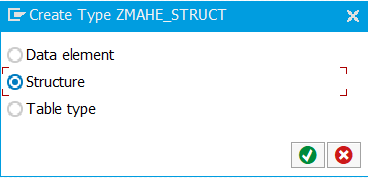 Create Type ZMAHE_STRUCT
Data element
Structure
Table type